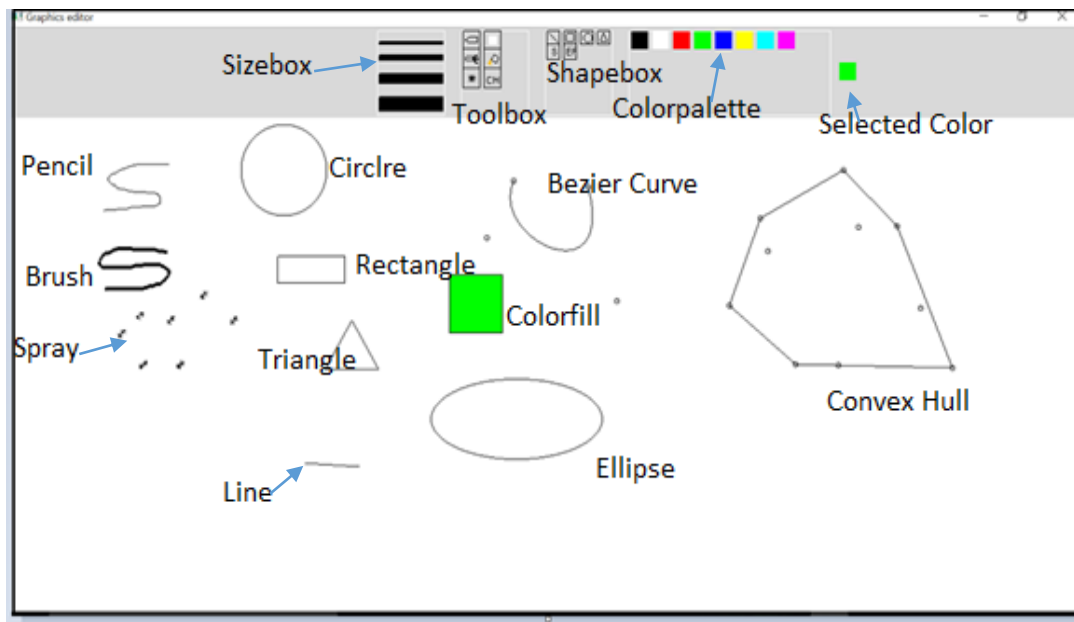 Graphics editor
Sizebox
Toolbox
Shapebox
Colorpalette
Selected Color
S
CH
Pencil
Circlre
Bezier Curve
Brush
Rectangle
Colorfill
Spray
Triangle
Convex Hull
Ellipse
Line